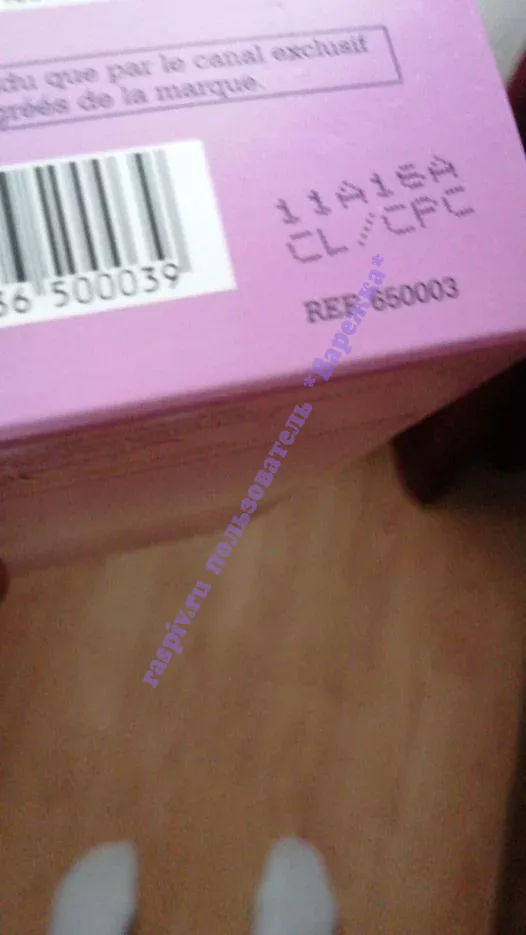 du que par le canal exclusif
gréés de la marque.
11A16A
CL CPC
36 500039
REF 650003
raspiv.ru пользователь *Варежка*